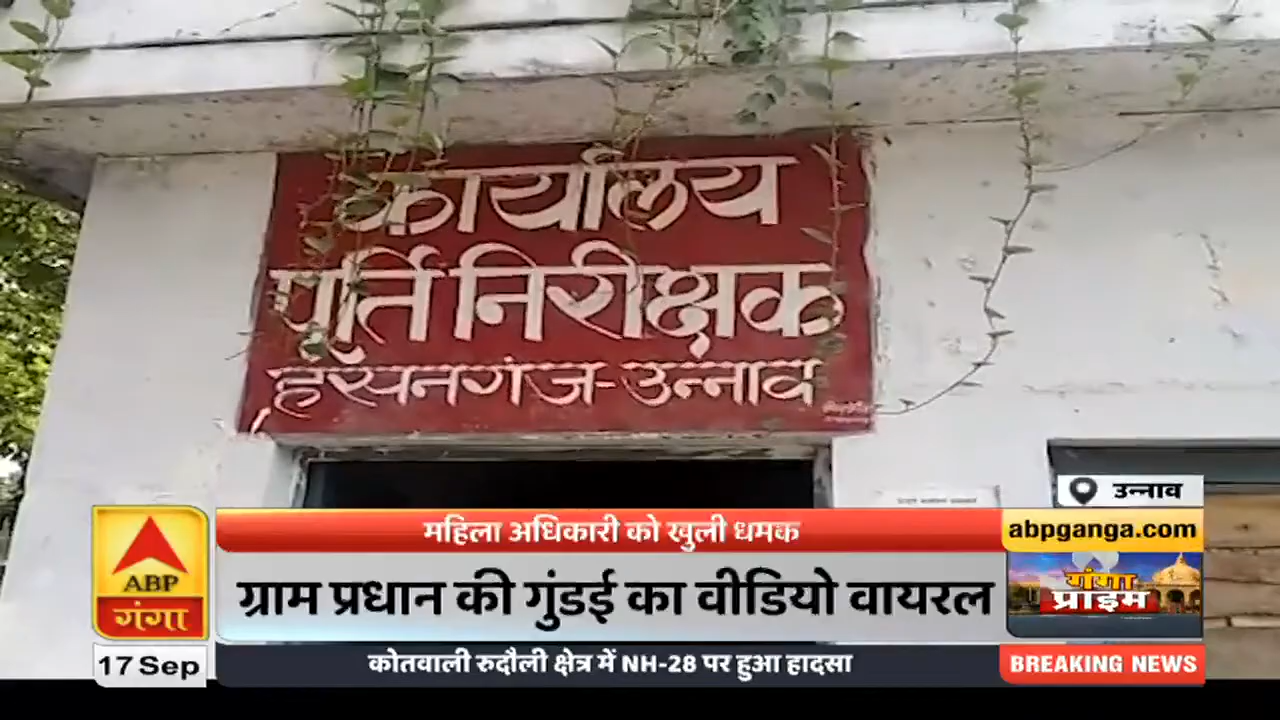 कार्यालय
पूर्ति निरीक्षक
हसनगंज-उन्नाव
उन्नाव
महिला अधिकारी को खुली धमक
abpganga.com
ABP
गंगा
ग्राम प्रधान की गुंडई का वीडियो वायरल
गंगा
प्राइम
17 Sep
कोतवाली रुदौली क्षेत्र में NH-28 पर हुआ हादसा
BREAKING NEWS